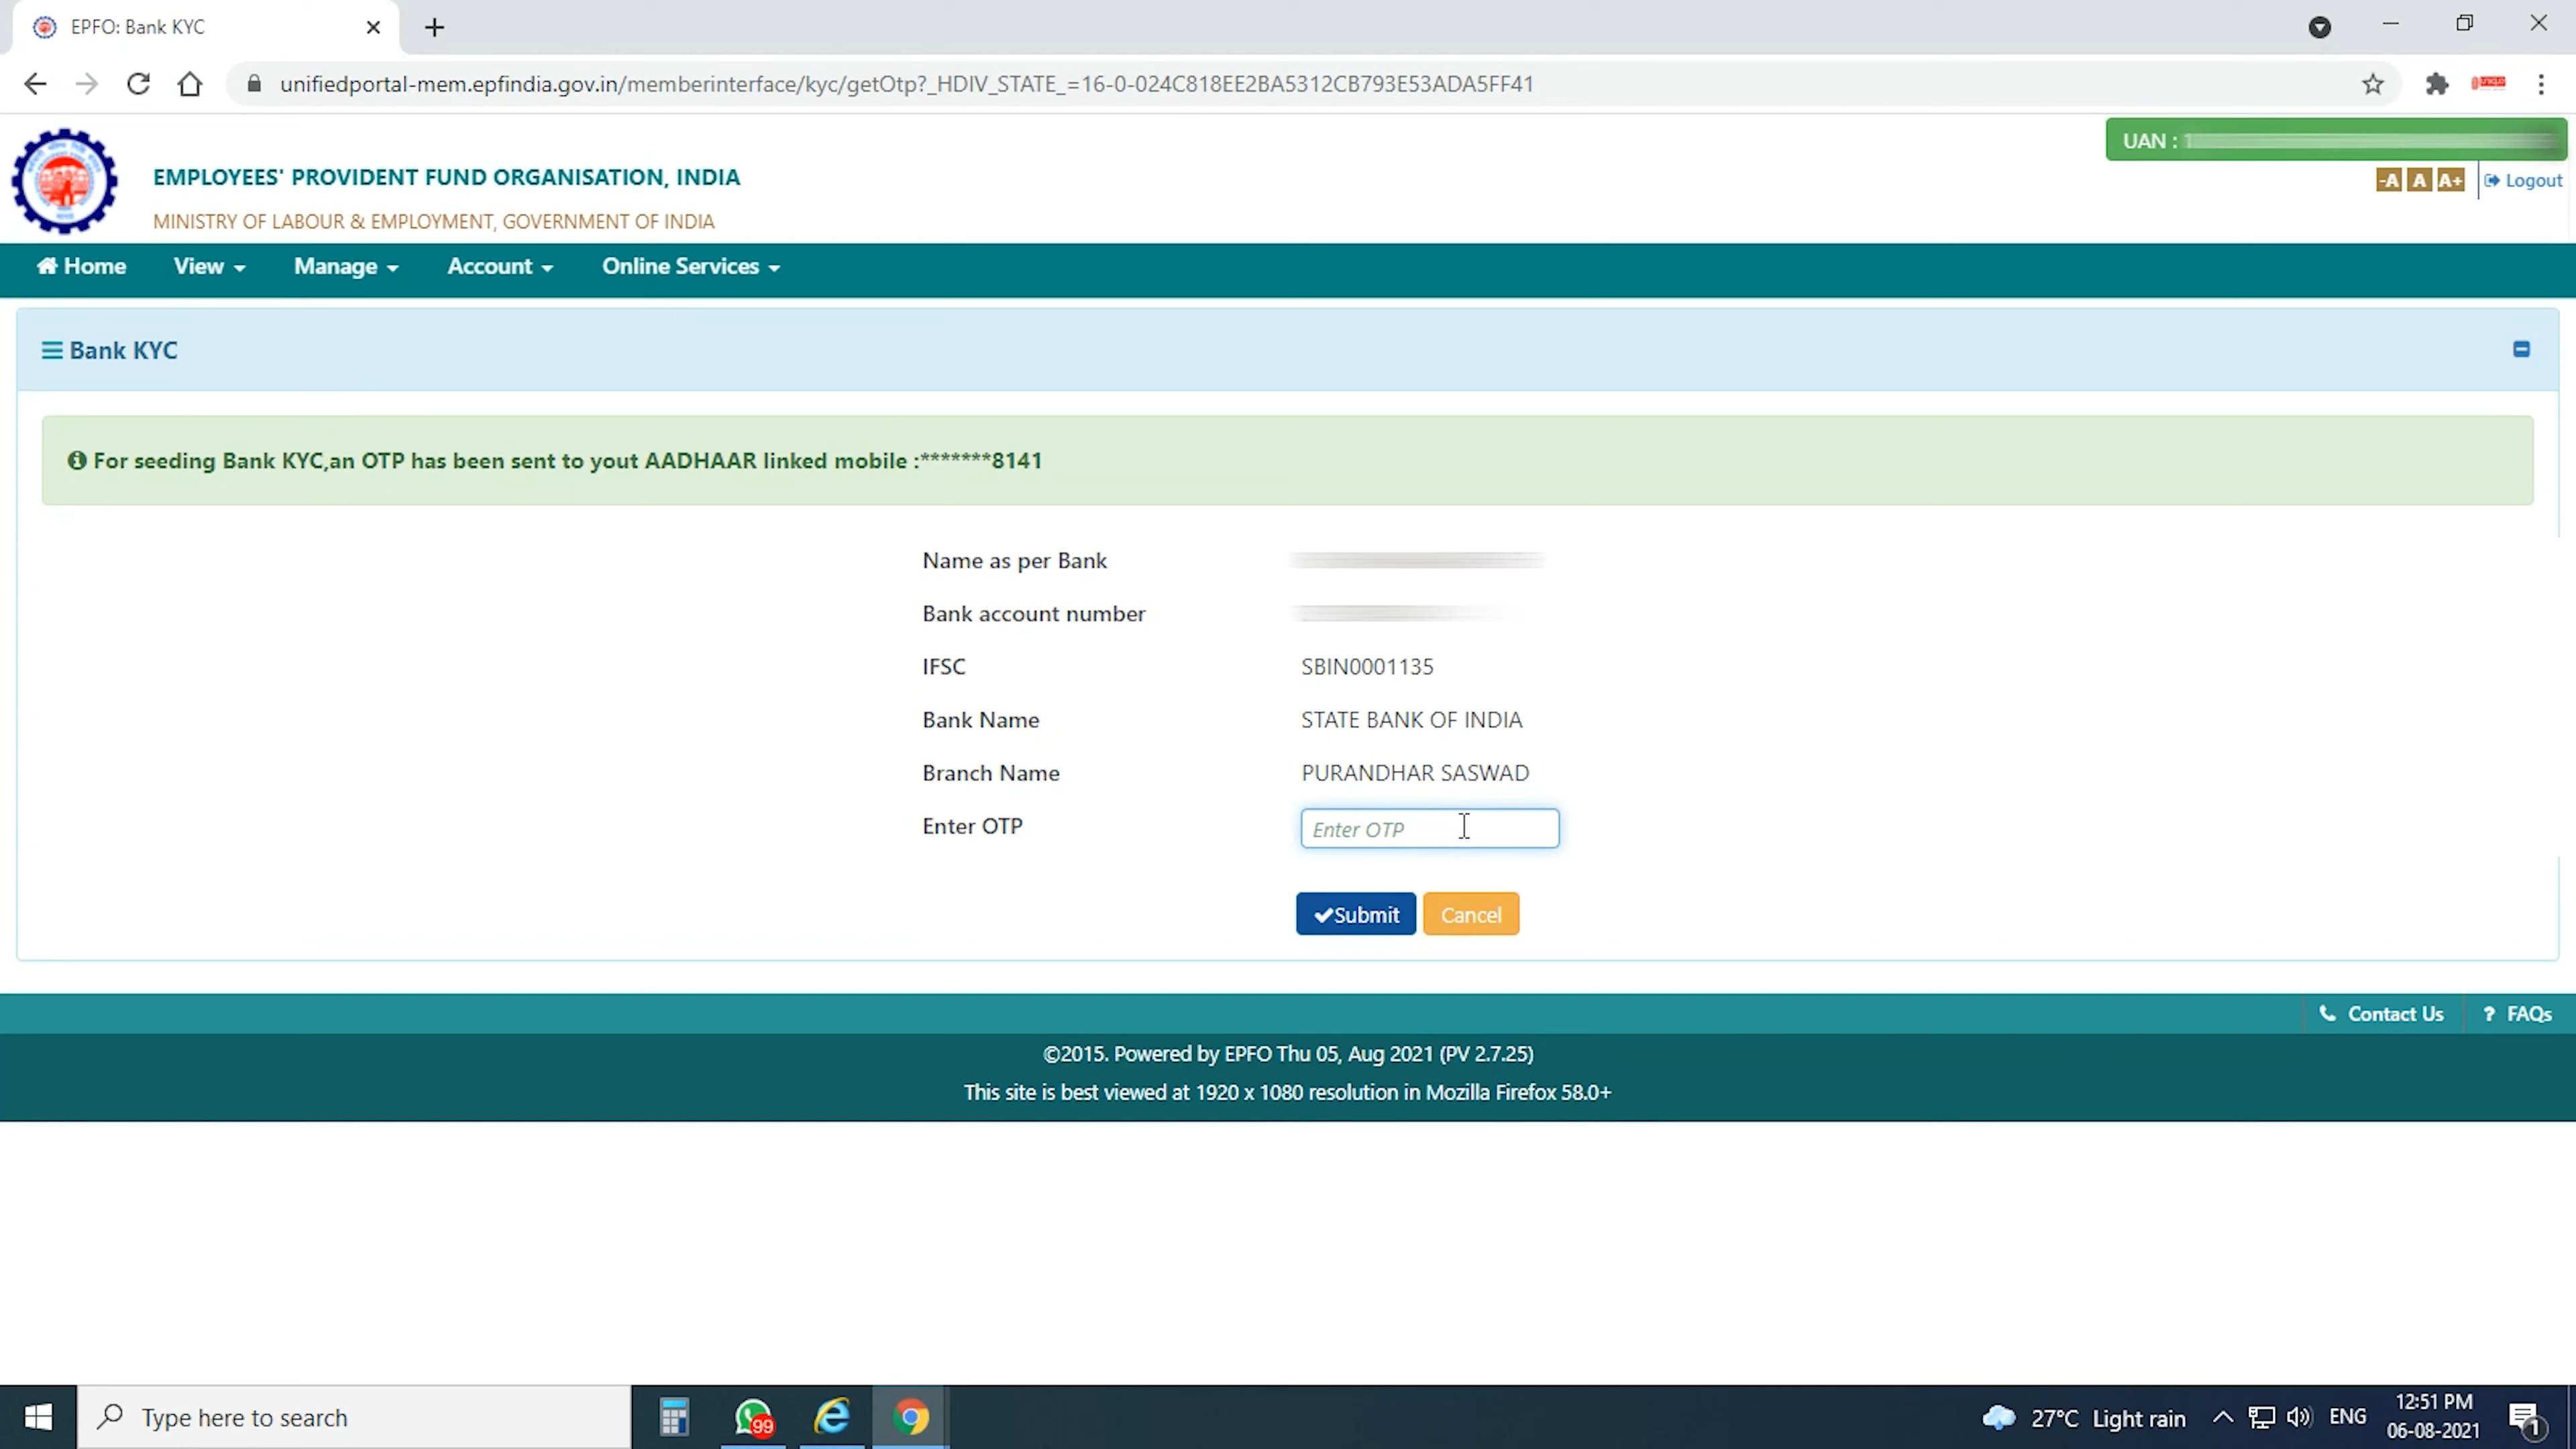 EPFO: Bank KYC
unifiedportal-mem.epfindia.gov.in/memberinterface/kyc/getOtp?_HDIV_STATE_=16-0-024C818EE2BA5312CB793E53ADA5FF41
UAN : 1
EMPLOYEES' PROVIDENT FUND ORGANISATION, INDIA
-A A A+ Logout
MINISTRY OF LABOUR & EMPLOYMENT, GOVERNMENT OF INDIA
Home View Manage Account Online Services
Bank KYC
For seeding Bank KYC,an OTP has been sent to yout AADHAAR linked mobile :*******8141
Name as per Bank
Bank account number
IFSC SBIN0001135
Bank Name STATE BANK OF INDIA
Branch Name PURANDHAR SASWAD
Enter OTP Enter OTP
Submit Cancel
Contact Us ? FAQs
©2015. Powered by EPFO Thu 05, Aug 2021 (PV 2.7.25)
This site is best viewed at 1920 x 1080 resolution in Mozilla Firefox 58.0+
Type here to search 99 27°C Light rain ENG 12:51 PM
06-08-2021 1